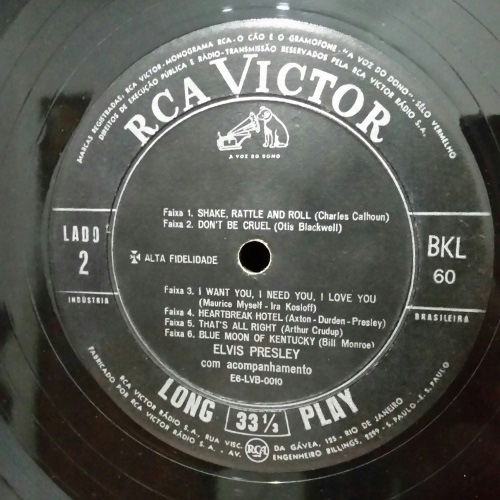 MARCAS REGISTRADAS: RCA VICTOR-MONOGRAMA RCA-O CÃO E O GRAMOFONE-"A VOZ DO DONO"-SÊLO VERMELHO
DIREITOS DE EXECUÇÃO PÚBLICA E RÁDIO-TRANSMISSÃO RESERVADOS PELA RCA VICTOR RÁDIO S.A.
RCA VICTOR
A VOZ DO DONO
Faixa 1. SHAKE, RATTLE AND ROLL (Charles Calhoun)
Faixa 2. DON'T BE CRUEL (Otis Blackwell)
LADO
2
ALTA FIDELIDADE
BKL
60
INDÚSTRIA
BRASILEIRA
Faixa 3. I WANT YOU, I NEED YOU, I LOVE YOU
(Maurice Myself-Ira Kosloff)
Faixa 4. HEARTBREAK HOTEL (Axton-Durden-Presley)
Faixa 5. THAT'S ALL RIGHT (Arthur Crudup)
Faixa 6. BLUE MOON OF KENTUCKY (Bill Monroe)
ELVIS PRESLEY
com acompanhamento
E6-LVB-0010
LONG 33 1/3 PLAY
RCA
FABRICADO POR RCA VICTOR RÁDIO S.A., RUA VISC. DA GÁVEA, 125 - RIO DE JANEIRO
RCA VICTOR RÁDIO S.A. - AV. ENGENHEIRO BILLINGS, 2299 - S. PAULO - E. S. PAULO